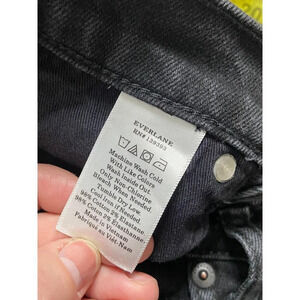 EVERLANE
RN# 139393
Machine Wash Cold
With Like Colors
Wash Inside Out
Only Non-Chlorine
Bleach When Needed
Tumble Dry Low
Cool iron if Needed
98% Cotton 2% Elastane
98% Coton 2% Élasthanne
Made in Vietnam
Fabriqué au Viêt-Nam